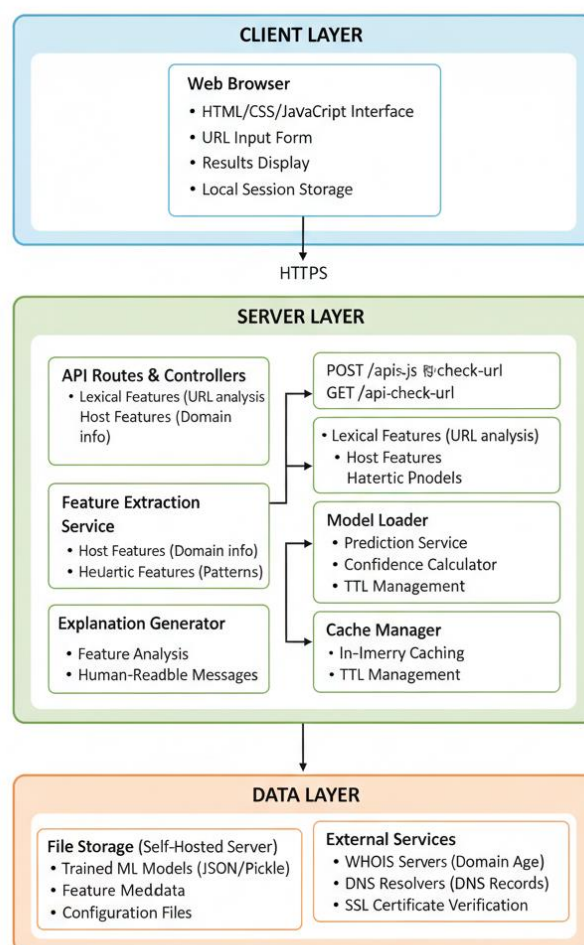 CLIENT LAYER
Web Browser
• HTML/CSS/JavaCript Interface
• URL Input Form
• Results Display
• Local Session Storage
HTTPS
SERVER LAYER
API Routes & Controllers
• Lexical Features (URL analysis
Host Features (Domain
info)
Feature Extraction
Service
• Host Features (Domain info)
• Features (Patterns)
Explanation Generator
• Feature Analysis
• Human-Readble Messages
POST check-url
GET /api-check-url
• Lexical Features (URL analysis)
• Host Features
Hatertic Pnodels
Model Loader
• Prediction Service
• Confidence Calculator
• TTL Management
Cache Manager
• In-Imerry Caching
• TTL Management
DATA LAYER
File Storage (Self-Hosted Server)
• Trained ML Models (JSON/Pickle)
• Feature
• Configuration Files
External Services
• WHOIS Servers (Domain Age)
• DNS Resolvers (DNS Records)
• SSL Certificate Verification